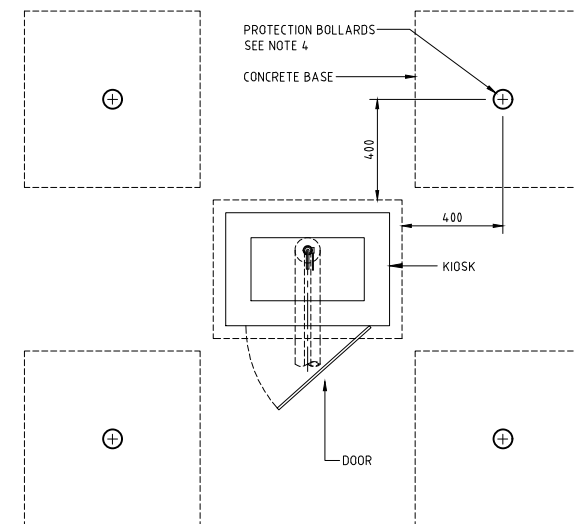 PROTECTION BOLLARDS
SEE NOTE 4
CONCRETE BASE
400
400
KIOSK
DOOR